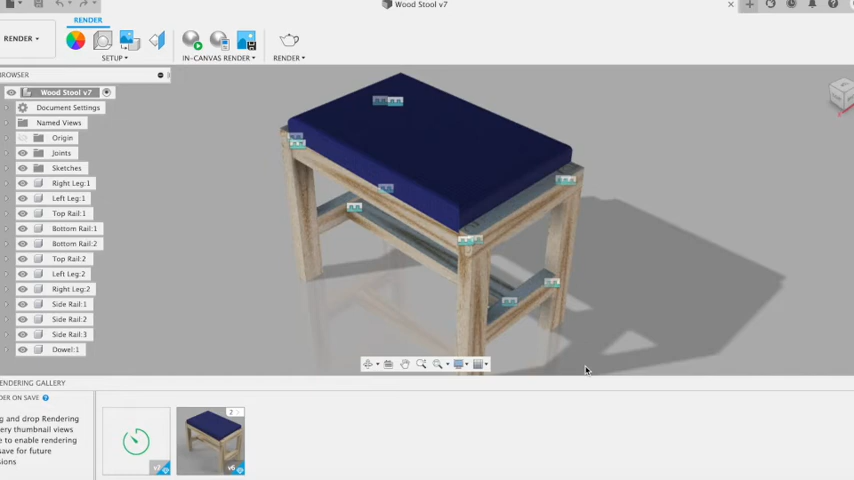 Wood Stool v7
RENDER
RENDER
SETUP
IN-CANVAS RENDER
RENDER
BROWSER
Wood Stool v7
Document Settings
Named Views
Origin
Joints
Sketches
Right Leg:1
Left Leg:1
Top Rail:1
Bottom Rail:1
Bottom Rail:2
Top Rail:2
Left Leg:2
Right Leg:2
Side Rail:1
Side Rail:2
Side Rail:3
Dowel:1
RENDERING GALLERY
ER ON SAVE
g and drop Rendering
ery thumbnail views
e to enable rendering
save for future
sions
v7
2
v6